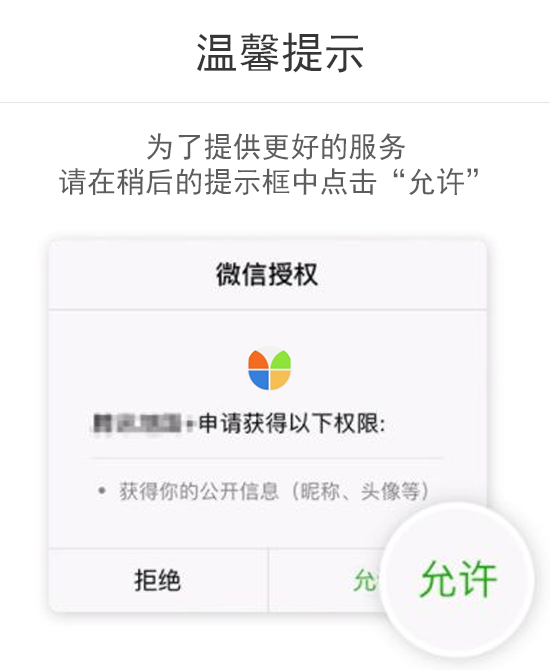 温馨提示
为了提供更好的服务
请在稍后的提示框中点击“允许”
微信授权
申请获得以下权限:
• 获得你的公开信息（昵称、头像等）
拒绝
允
允许